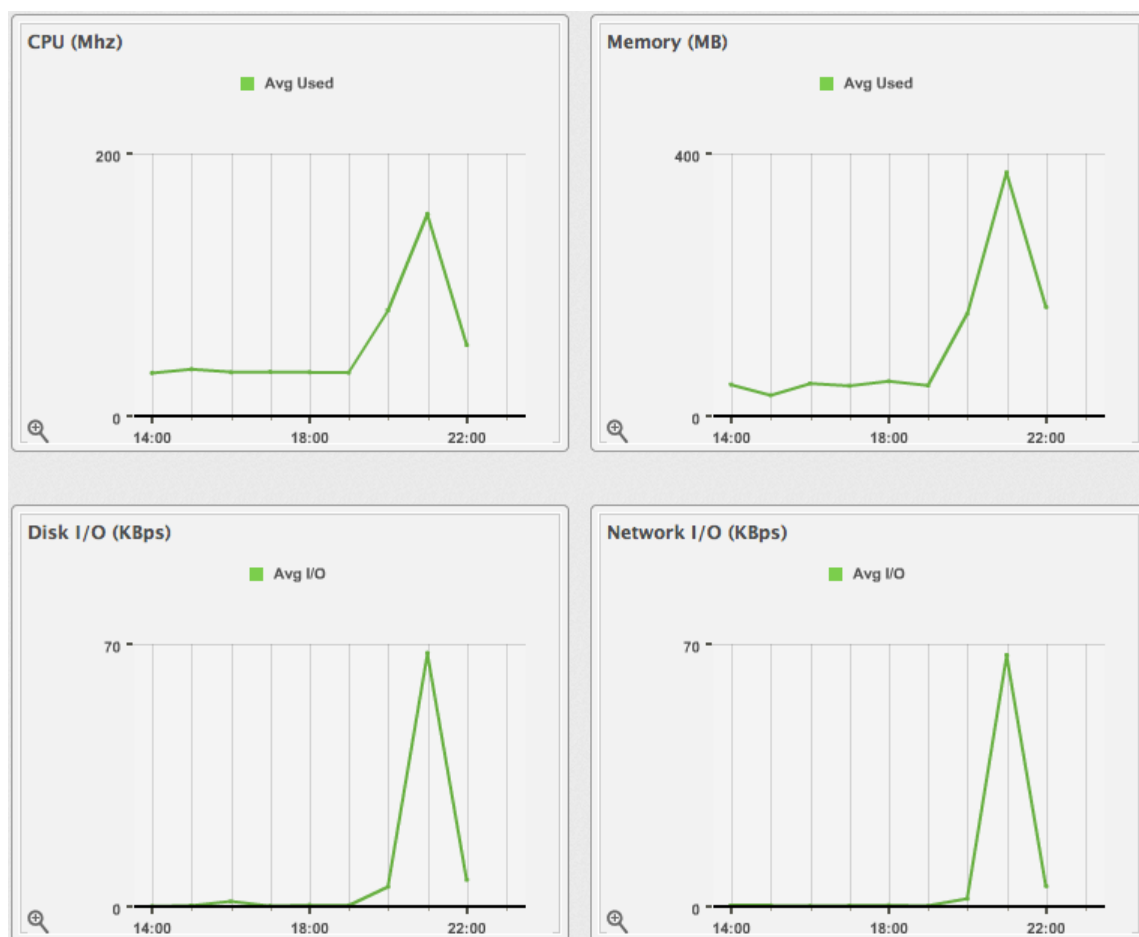 CPU (Mhz)
Avg Used
200
0
14:00 18:00 22:00
Memory (MB)
Avg Used
400
0
14:00 18:00 22:00
Disk I/O (KBps)
Avg I/O
70
0
14:00 18:00 22:00
Network I/O (KBps)
Avg I/O
70
0
14:00 18:00 22:00